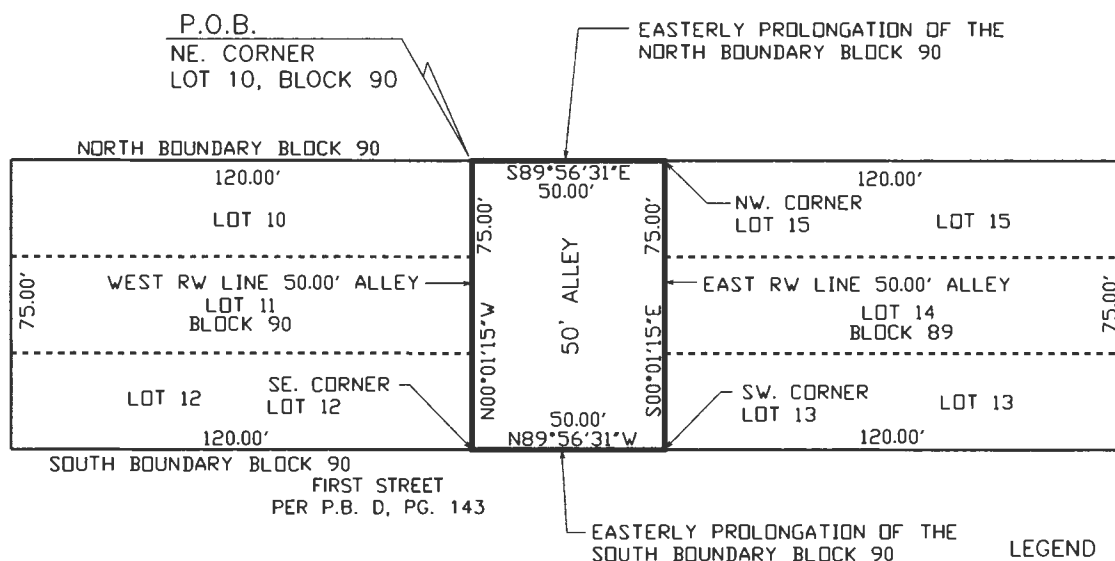 P.O.B.
NE. CORNER
LOT 10, BLOCK 90
EASTERLY PROLONGATION OF THE
NORTH BOUNDARY BLOCK 90
NORTH BOUNDARY BLOCK 90
120.00'
LOT 10
S89°56'31"E
50.00'
75.00'
75.00'
120.00'
NW. CORNER
LOT 15
LOT 15
75.00'
WEST RW LINE 50.00' ALLEY
LOT 11
BLOCK 90
50' ALLEY
EAST RW LINE 50.00' ALLEY
LOT 14
BLOCK 89
75.00'
N00°01'15"W
S00°01'15"E
LOT 12
SE. CORNER
LOT 12
120.00'
50.00'
N89°56'31"W
SW. CORNER
LOT 13
LOT 13
120.00'
SOUTH BOUNDARY BLOCK 90
FIRST STREET
PER P.B. D, PG. 143
EASTERLY PROLONGATION OF THE
SOUTH BOUNDARY BLOCK 90
LEGEND